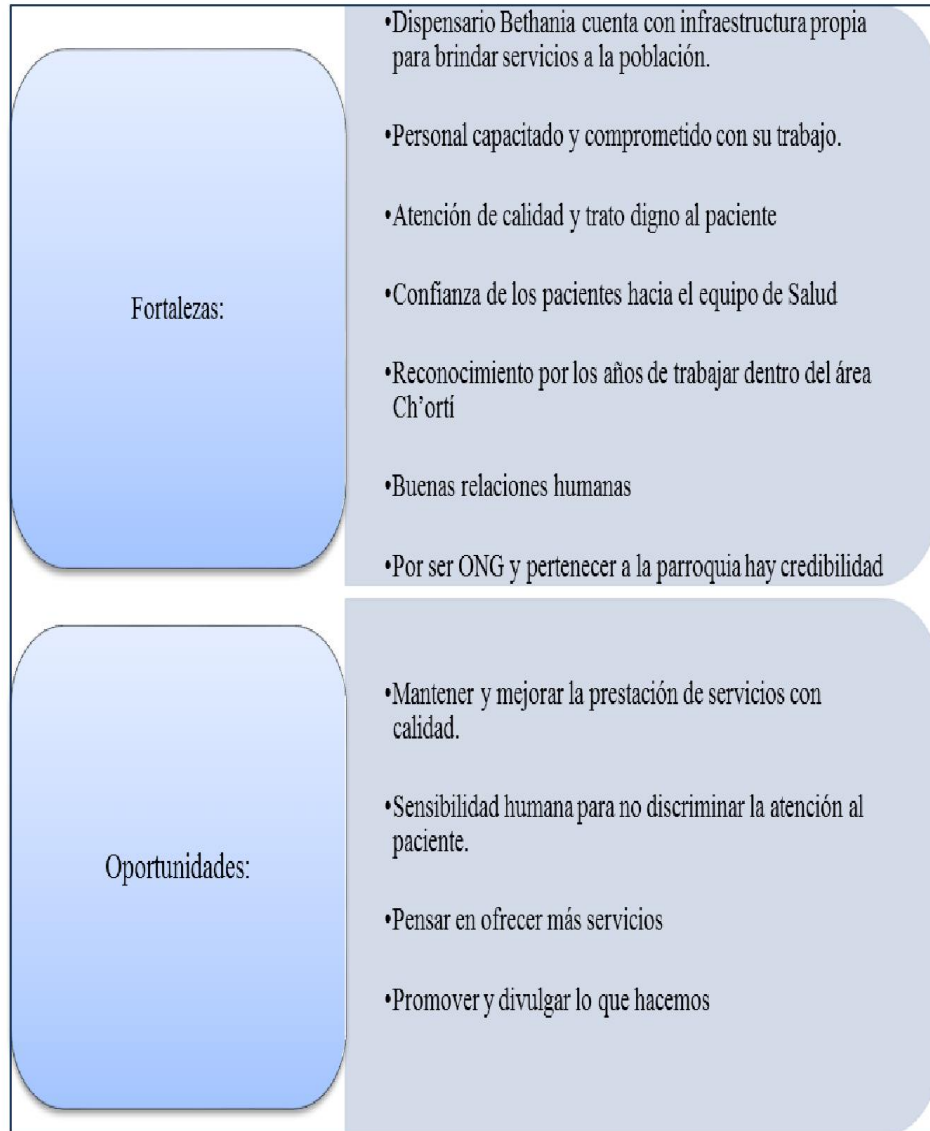 Fortalezas:
•Dispensario Bethania cuenta con infraestructura propia
para brindar servicios a la población.
•Personal capacitado y comprometido con su trabajo.
•Atención de calidad y trato digno al paciente
•Confianza de los pacientes hacia el equipo de Salud
•Reconocimiento por los años de trabajar dentro del área
Ch’ortí
•Buenas relaciones humanas
•Por ser ONG y pertenecer a la parroquia hay credibilidad
Oportunidades:
•Mantener y mejorar la prestación de servicios con
calidad.
•Sensibilidad humana para no discriminar la atención al
paciente.
•Pensar en ofrecer más servicios
•Promover y divulgar lo que hacemos